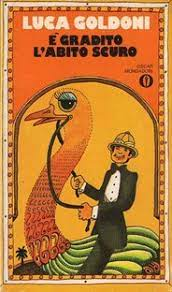 LUCA GOLDONI
È GRADITO
L'ABITO SCURO
OSCAR
MONDADORI